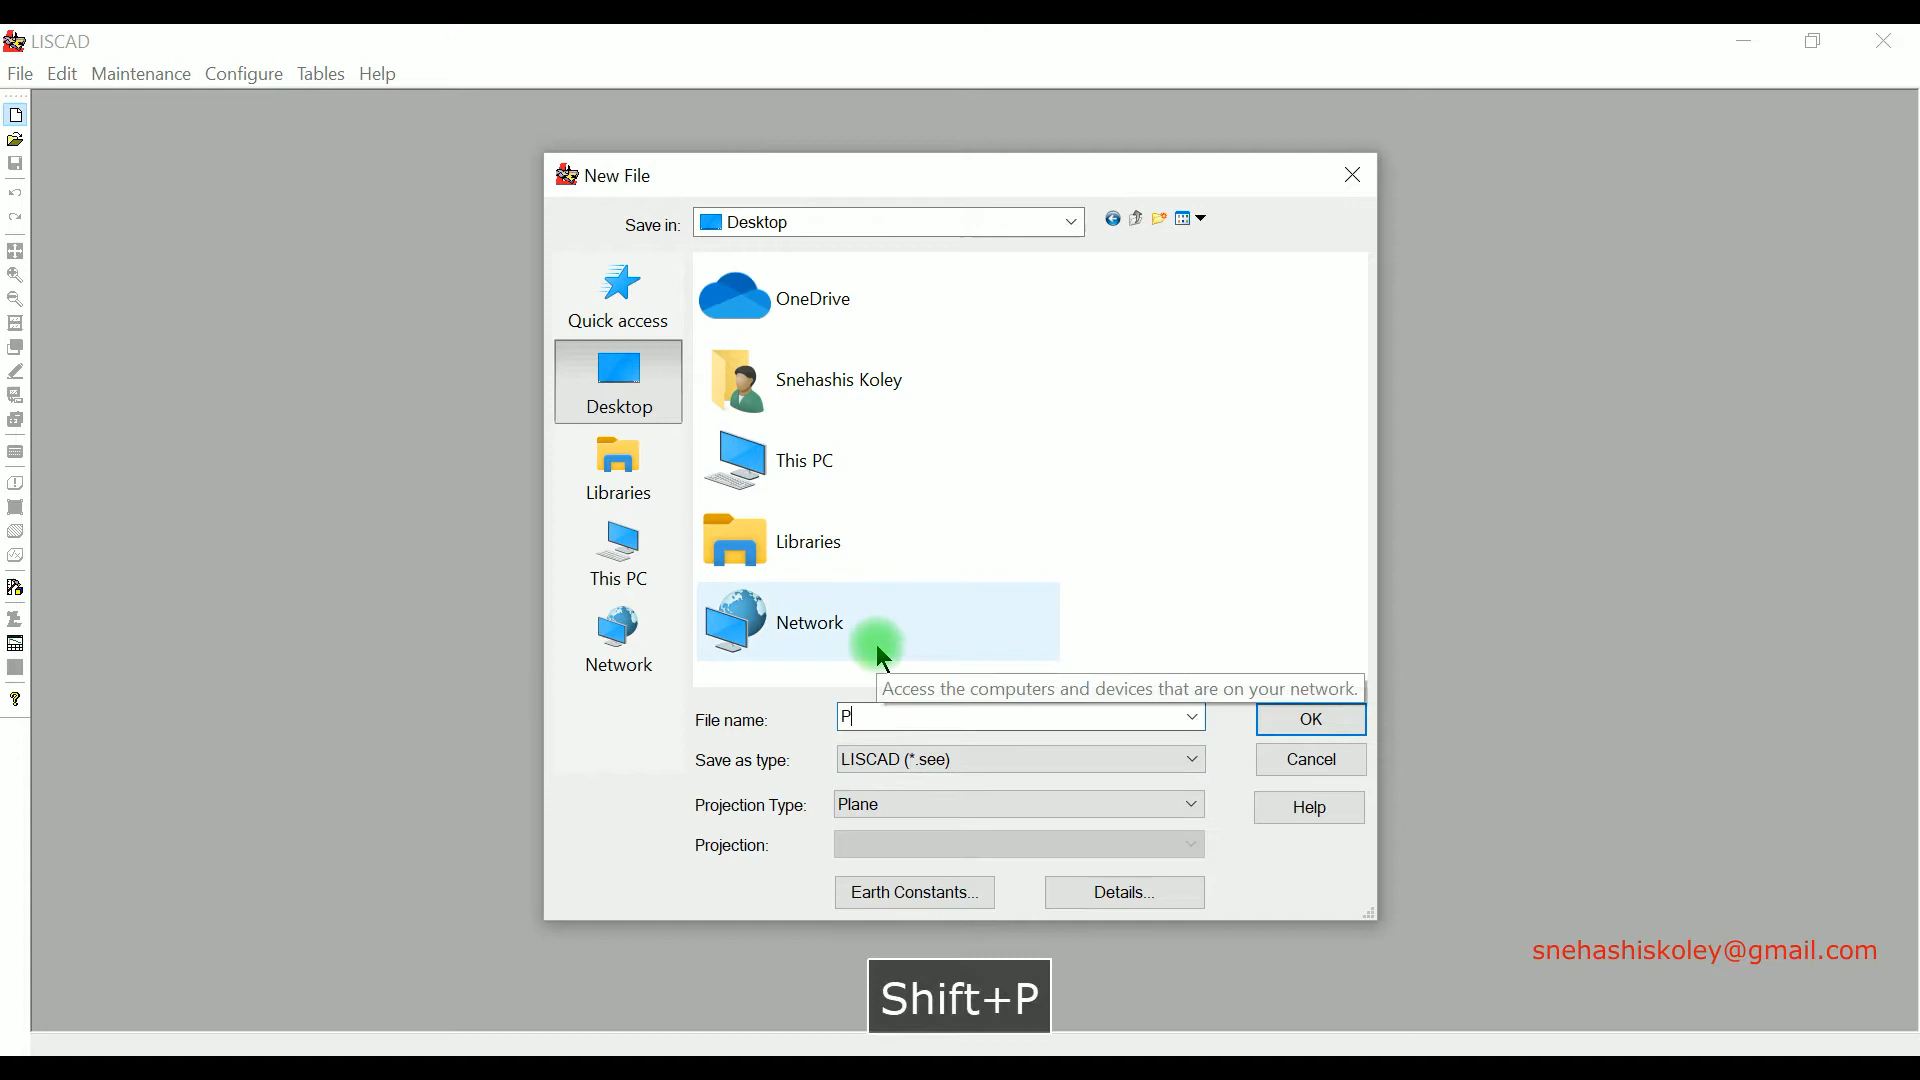 LISCAD
File Edit Maintenance Configure Tables Help
New File
Save in: Desktop
Quick access
Desktop
Libraries
This PC
Network
OneDrive
Snehashis Koley
This PC
Libraries
Network
Access the computers and devices that are on your network.
File name: P OK
Save as type: LISCAD (*.see) Cancel
Projection Type: Plane Help
Projection:
Earth Constants... Details...
snehashiskoley@gmail.com
Shift+P